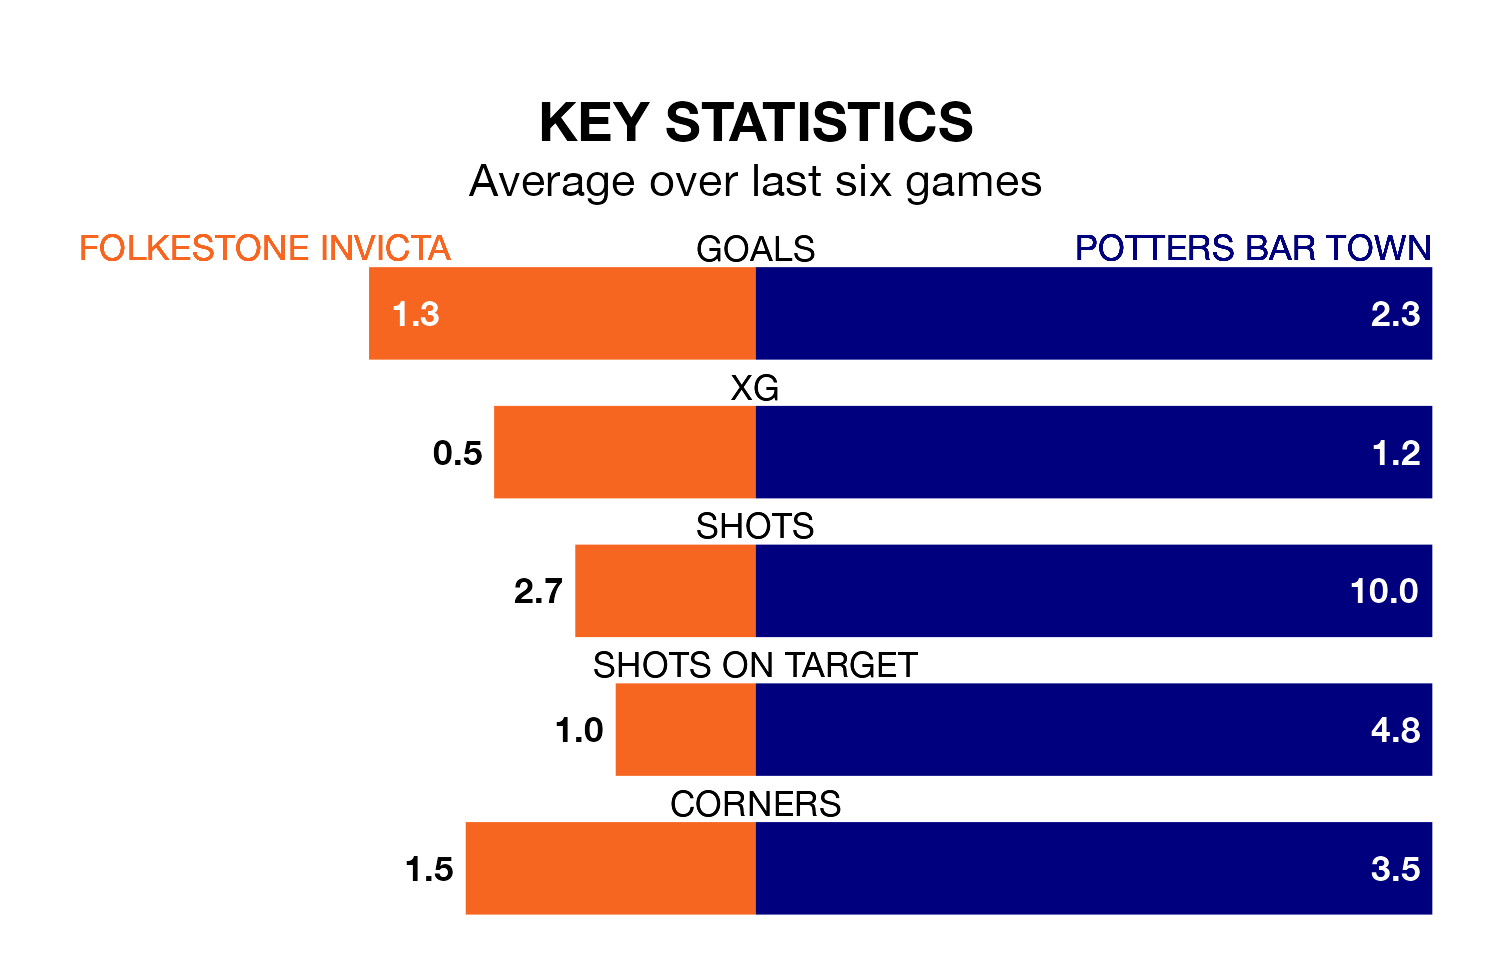 KEY STATISTICS
Average over last six games
FOLKESTONE INVICTA GOALS POTTERS BAR TOWN
1.3 2.3
XG
0.5 1.2
SHOTS
2.7 10.0
SHOTS ON TARGET
1.0 4.8
CORNERS
1.5 3.5